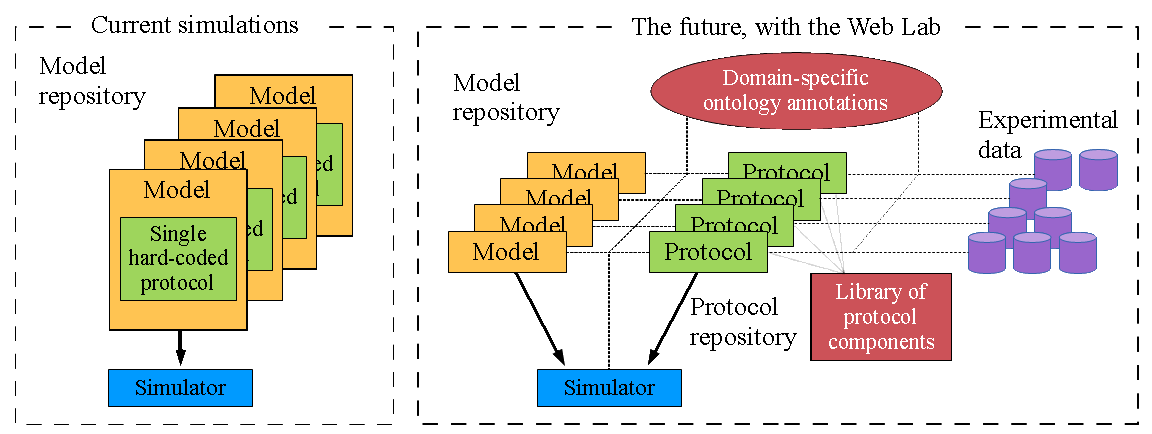 Current simulations
Model
repository
Model
Model
ded
l
Model
ded
Model
ed
Single
hard-coded
protocol
Simulator
The future, with the Web Lab
Model
repository
Domain-specific
ontology annotations
Experimental
data
Model
Model
Model
Model
Protocol
Protocol
Protocol
Protocol
Protocol
repository
Library of
protocol
components
Simulator